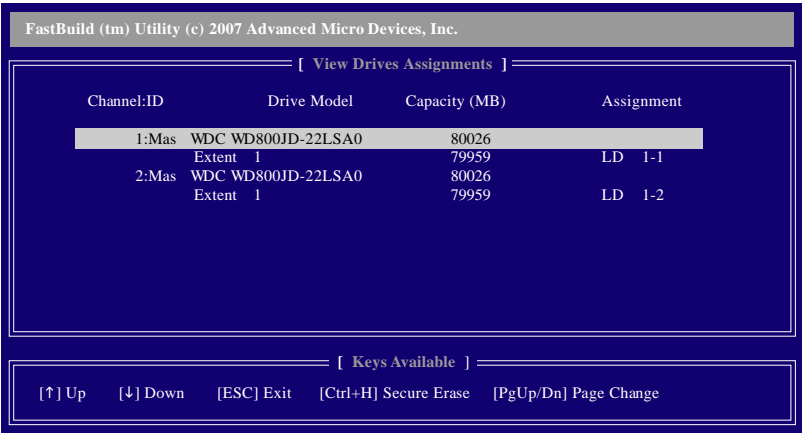 FastBuild (tm) Utility (c) 2007 Advanced Micro Devices, Inc.
[ View Drives Assignments ]
Channel:ID Drive Model Capacity (MB) Assignment
1:Mas WDC WD800JD-22LSA0 80026
Extent 1 79959 LD 1-1
2:Mas WDC WD800JD-22LSA0 80026
Extent 1 79959 LD 1-2
[ Keys Available ]
[↑] Up [↓] Down [ESC] Exit [Ctrl+H] Secure Erase [PgUp/Dn] Page Change